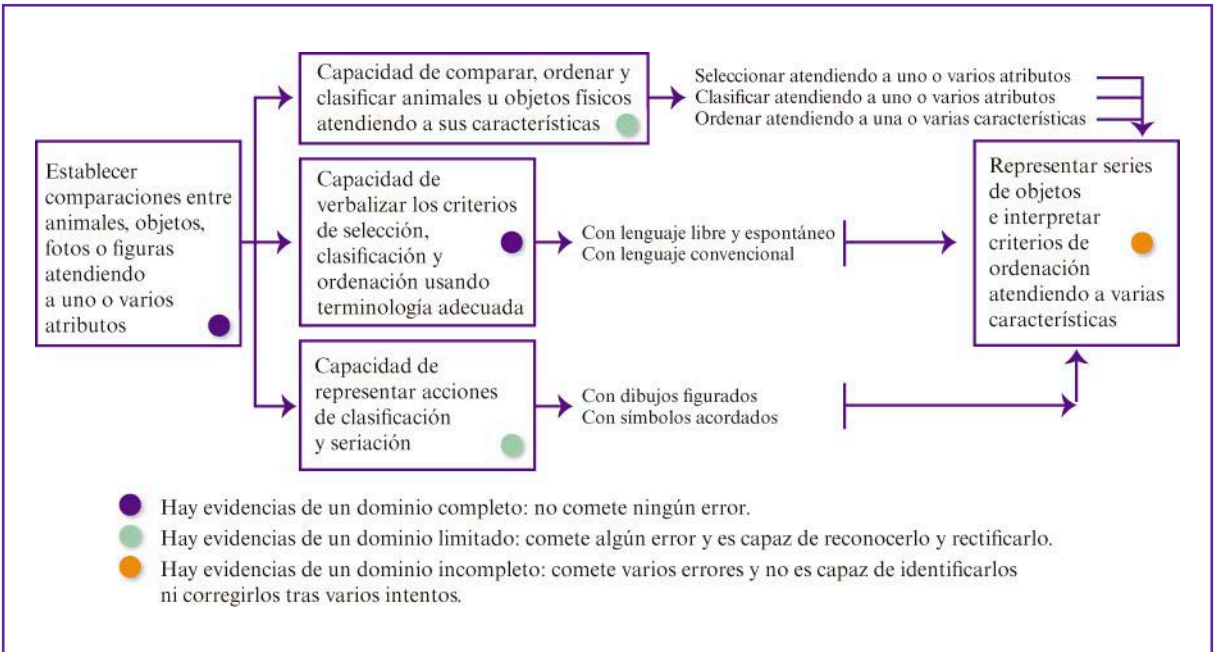 Establecer
comparaciones entre
animales, objetos,
fotos o figuras
atendiendo
a uno o varios
atributos
Capacidad de comparar, ordenar y
clasificar animales u objetos físicos
atendiendo a sus características
Seleccionar atendiendo a uno o varios atributos
Clasificar atendiendo a uno o varios atributos
Ordenar atendiendo a una o varias características
Capacidad de
verbalizar los criterios
de selección,
clasificación y
ordenación usando
terminología adecuada
Con lenguaje libre y espontáneo
Con lenguaje convencional
Capacidad de
representar acciones
de clasificación
y seriación
Con dibujos figurados
Con símbolos acordados
Representar series
de objetos
e interpretar
criterios de
ordenación
atendiendo a varias
características
Hay evidencias de un dominio completo: no comete ningún error.
Hay evidencias de un dominio limitado: comete algún error y es capaz de reconocerlo y rectificarlo.
Hay evidencias de un dominio incompleto: comete varios errores y no es capaz de identificarlos
ni corregirlos tras varios intentos.